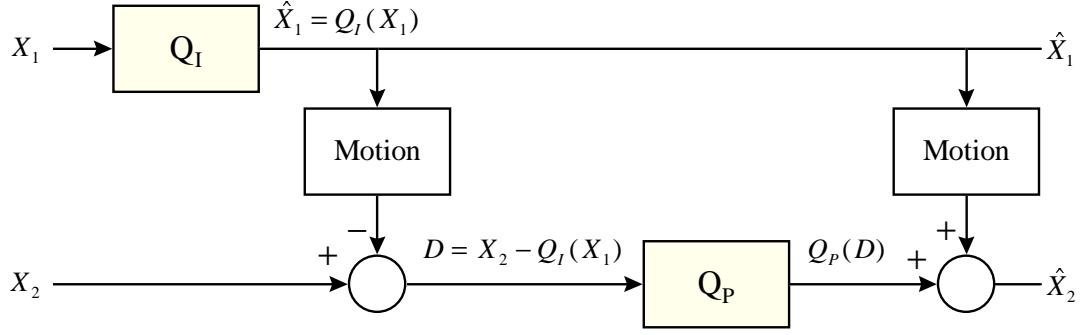 X̂₁ = Q_I(X₁)
X₁ Q_I X̂₁
Motion Motion
− +
+ D = X₂ − Q_I(X₁) Q_P(D) +
X₂ Q_P X̂₂